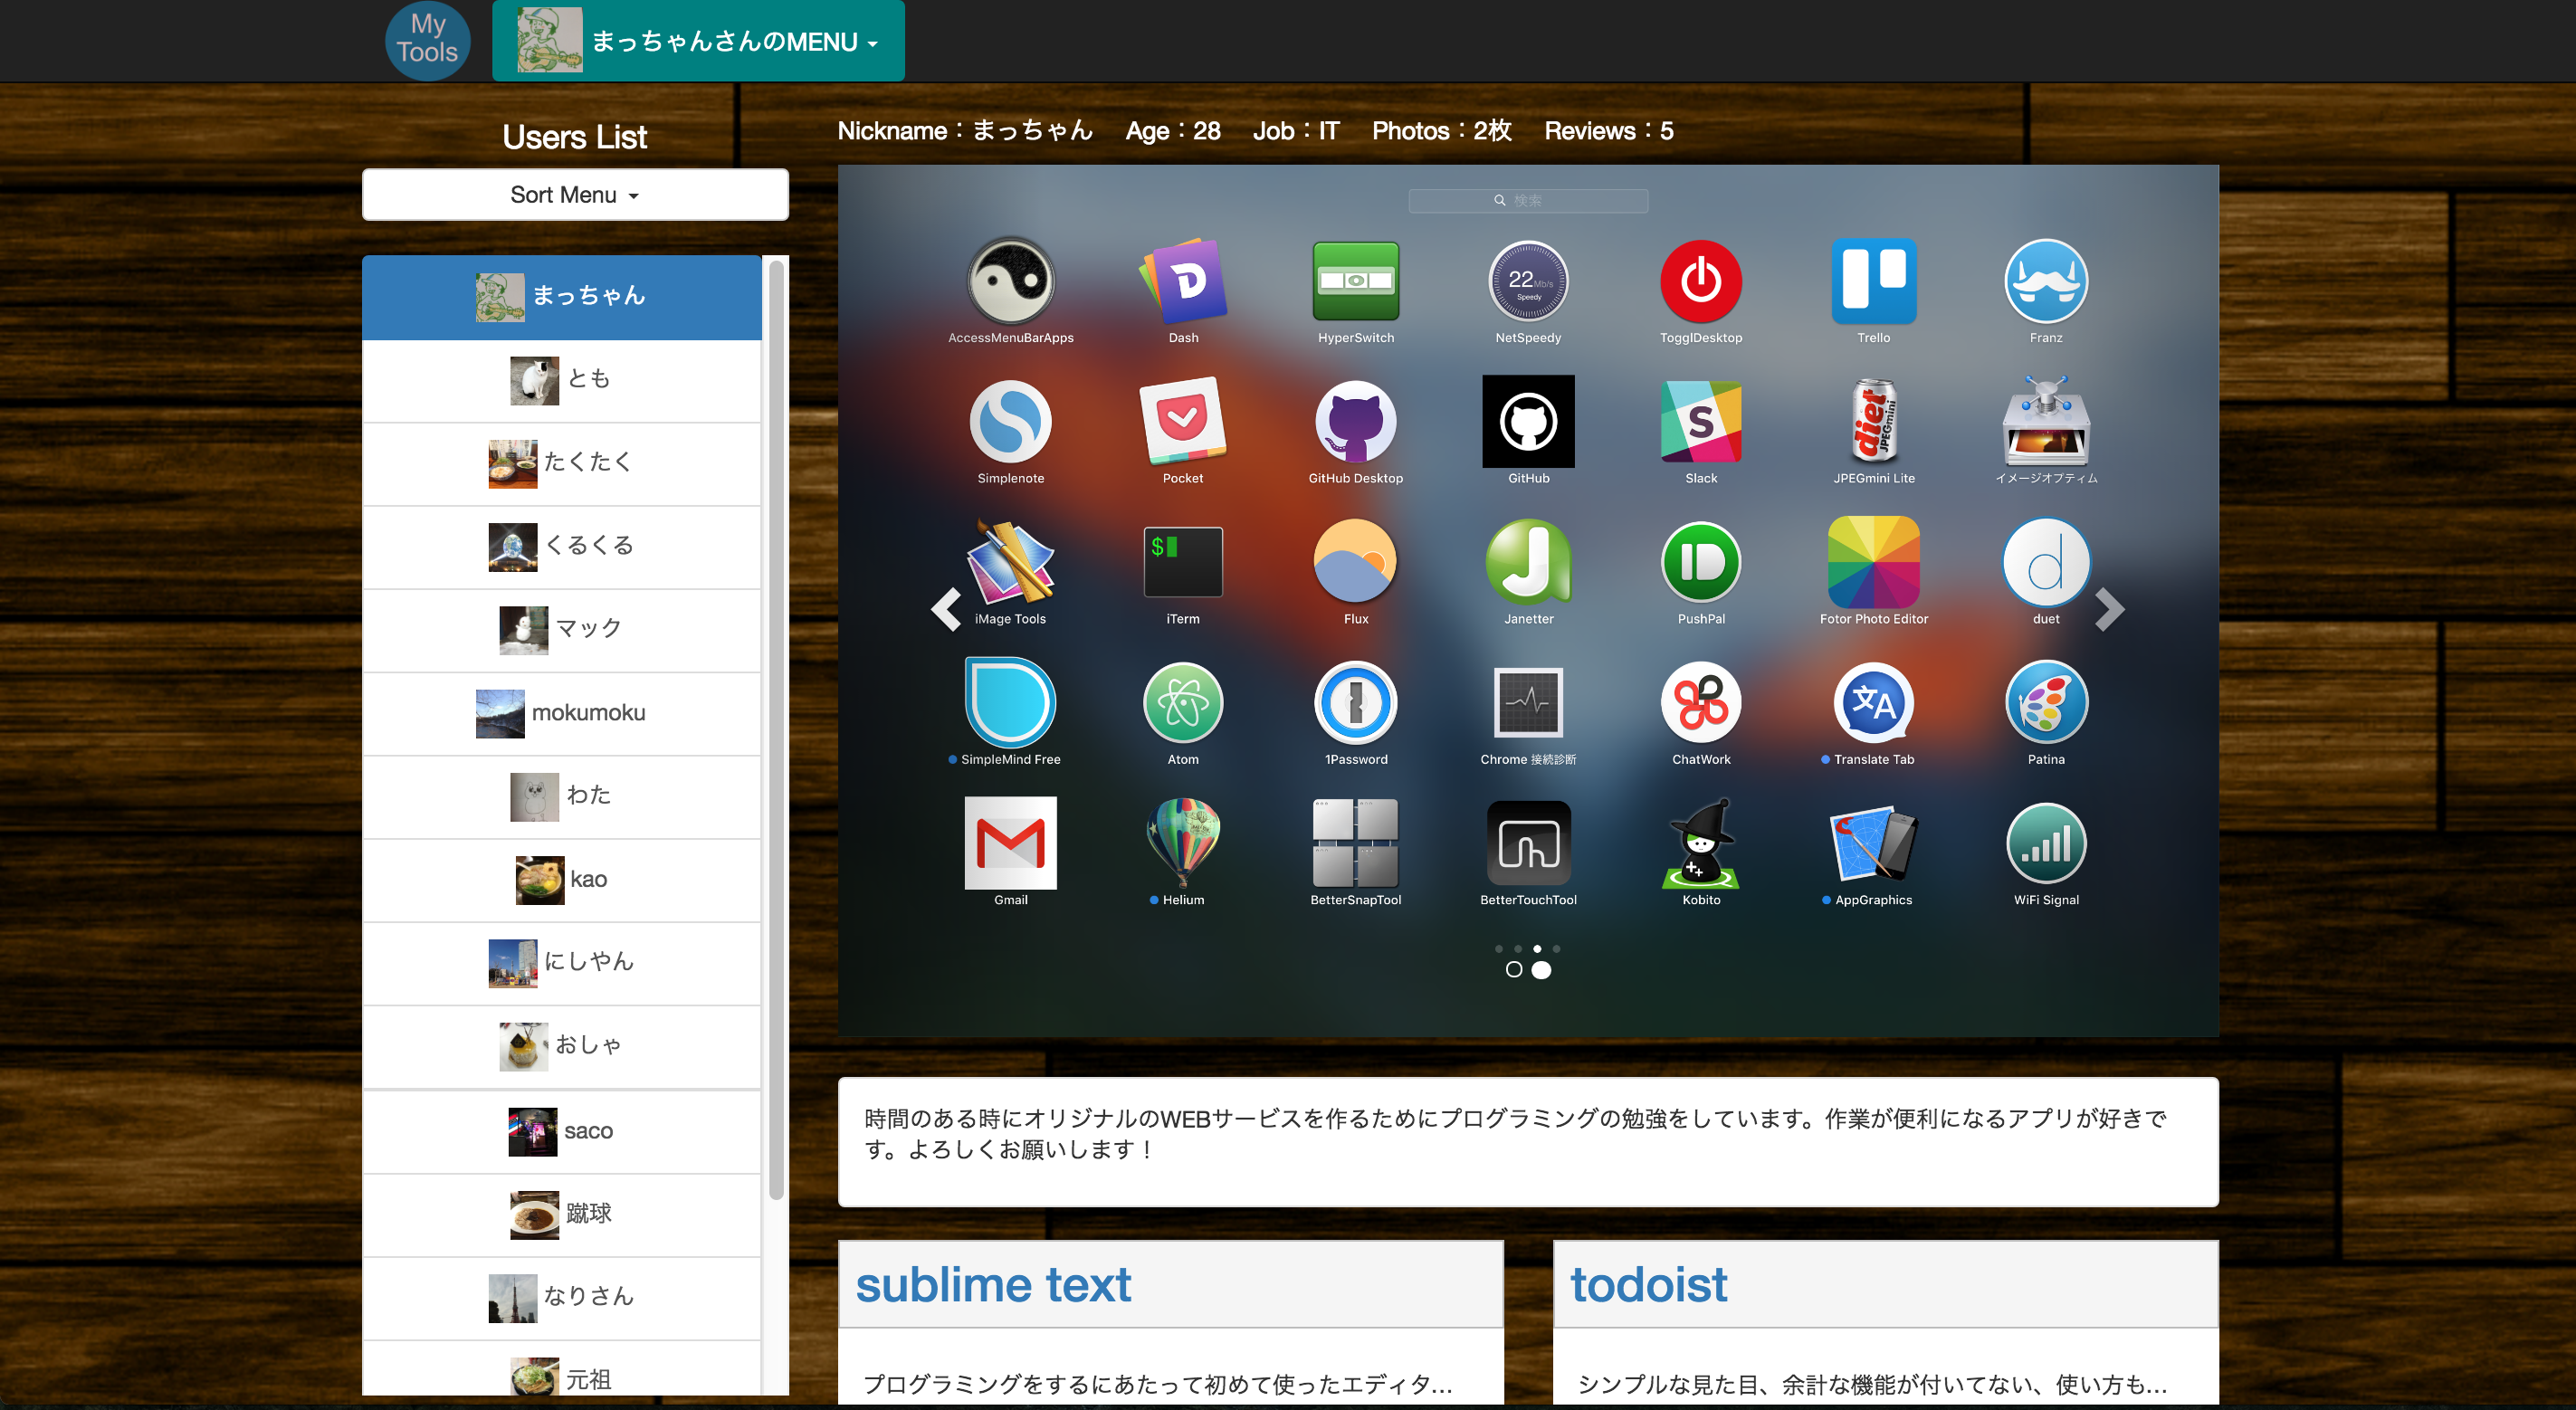 My
Tools
まっちゃんさんのMENU
Users List
Sort Menu
まっちゃん
とも
たくたく
くるくる
マック
mokumoku
わた
kao
にしやん
おしゃ
saco
蹴球
なりさん
元祖
Nickname：まっちゃん Age：28 Job：IT Photos：2枚 Reviews：5
検索
AccessMenuBarApps Dash HyperSwitch NetSpeedy TogglDesktop Trello Franz
22 Mb/s
Speedy
Simplenote Pocket GitHub Desktop GitHub Slack JPEGmini Lite イメージオプティム
S
diet
JPEGmini
$
iMage Tools iTerm Flux Janetter PushPal Fotor Photo Editor duet
SimpleMind Free Atom 1Password Chrome 接続診断 ChatWork Translate Tab Patina
文A
Gmail Helium BetterSnapTool BetterTouchTool Kobito AppGraphics WiFi Signal
時間のある時にオリジナルのWEBサービスを作るためにプログラミングの勉強をしています。作業が便利になるアプリが好きで
す。よろしくお願いします！
sublime text
プログラミングをするにあたって初めて使ったエディタ...
todoist
シンプルな見た目、余計な機能が付いてない、使い方も...